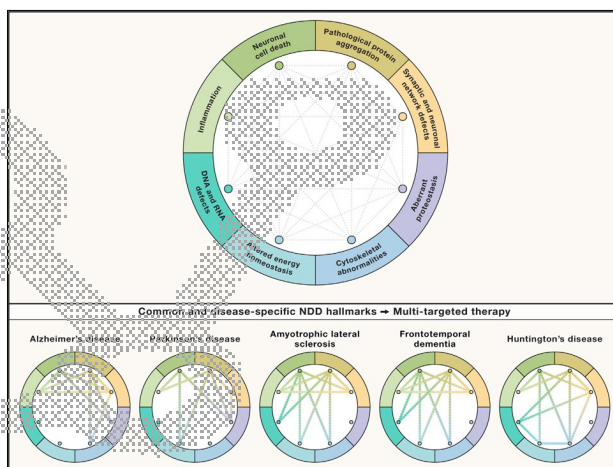 Neuronal
cell death
Pathological protein
aggregation
Synaptic and neuronal
network defects
Aberrant
proteostasis
Cytoskeletal
abnormalities
Altered energy
homeostasis
DNA and RNA
defects
Inflammation
Common and disease-specific NDD hallmarks → Multi-targeted therapy
Alzheimer's disease
Parkinson's disease
Amyotrophic lateral
sclerosis
Frontotemporal
dementia
Huntington's disease